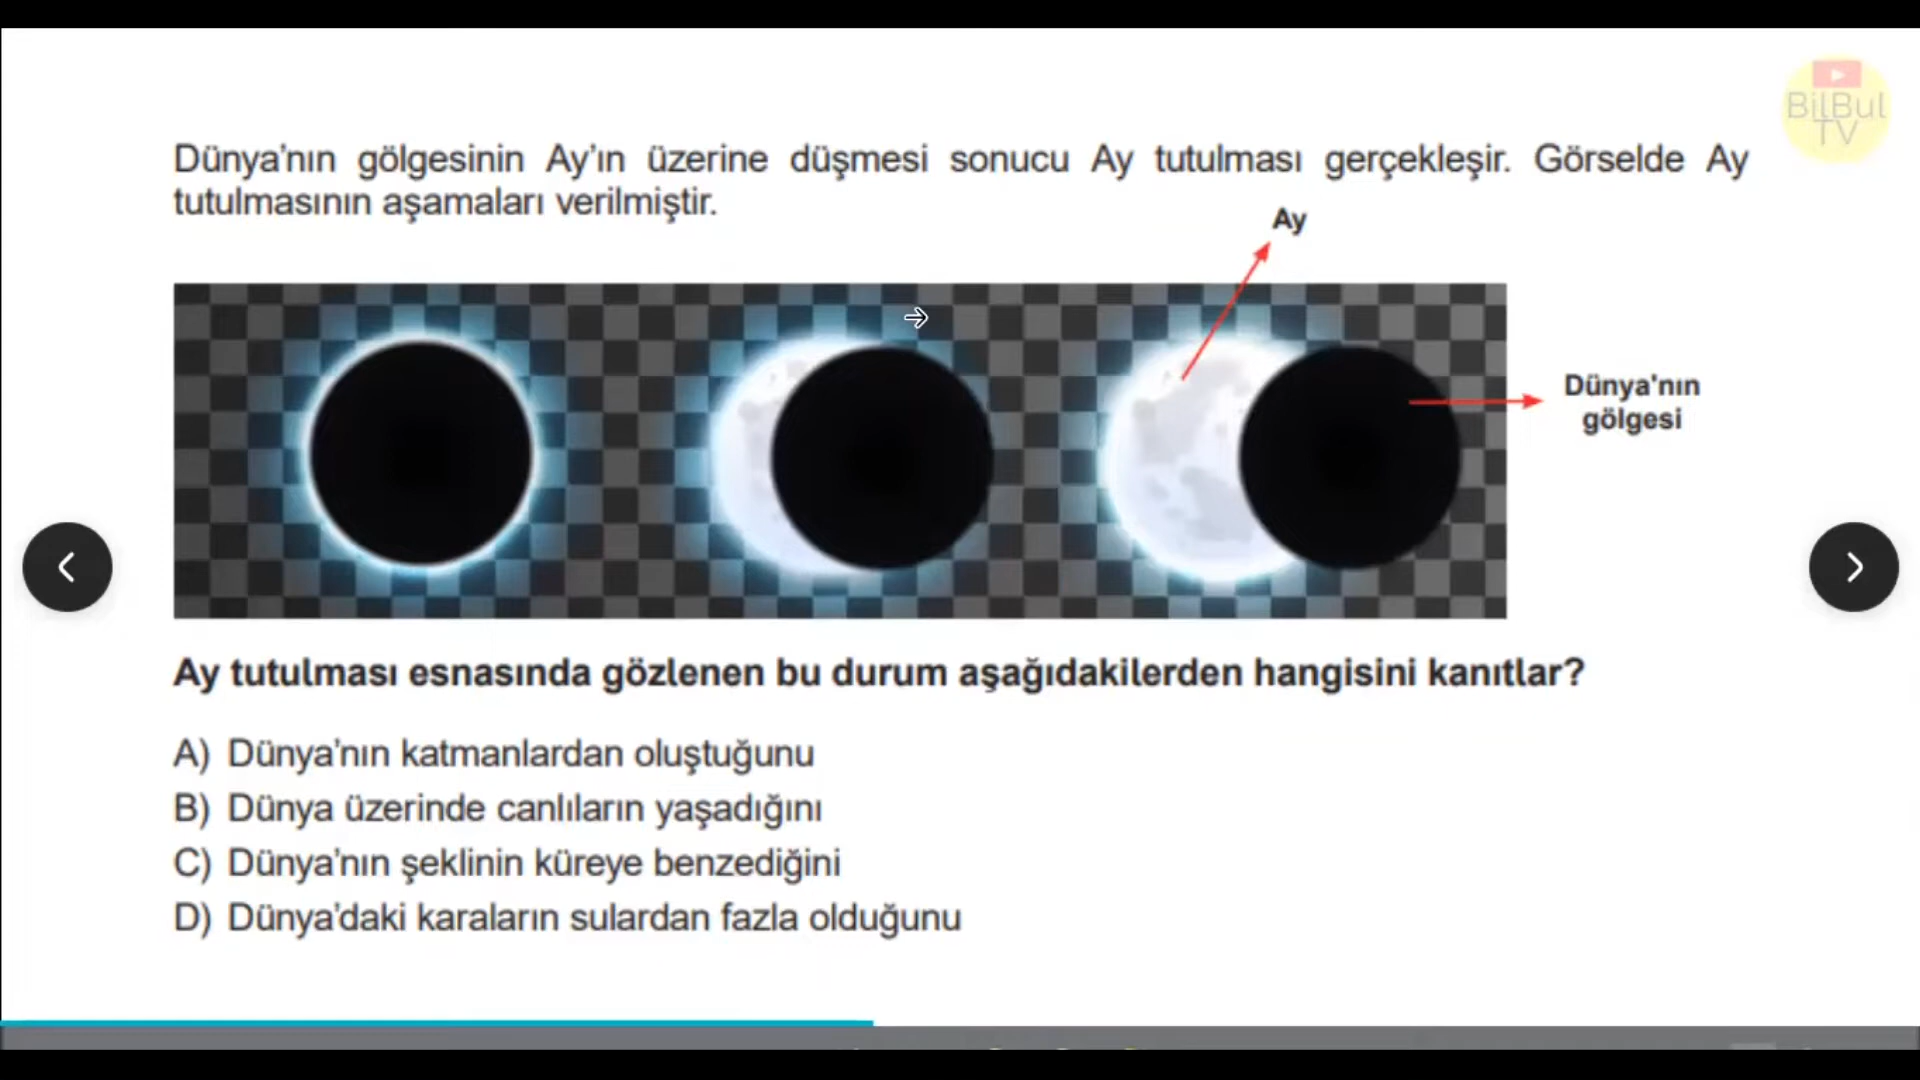 BilBul
TV
Dünya'nın gölgesinin Ay'ın üzerine düşmesi sonucu Ay tutulması gerçekleşir. Görselde Ay
tutulmasının aşamaları verilmiştir.
Ay
Dünya'nın
gölgesi
Ay tutulması esnasında gözlenen bu durum aşağıdakilerden hangisini kanıtlar?
A) Dünya'nın katmanlardan oluştuğunu
B) Dünya üzerinde canlıların yaşadığını
C) Dünya'nın şeklinin küreye benzediğini
D) Dünya'daki karaların sulardan fazla olduğunu